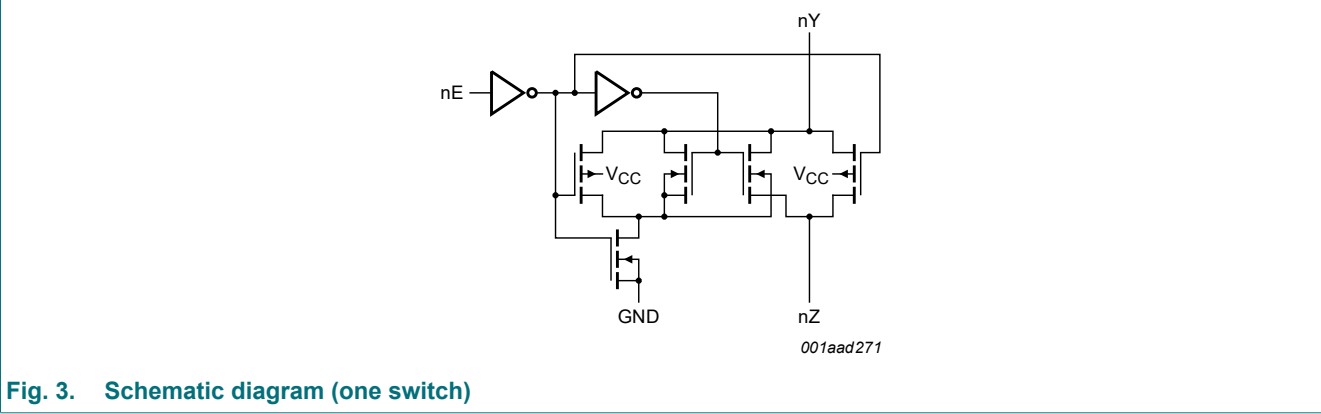 nY
nE
VCC VCC
GND nZ
001aad271
Fig. 3. Schematic diagram (one switch)